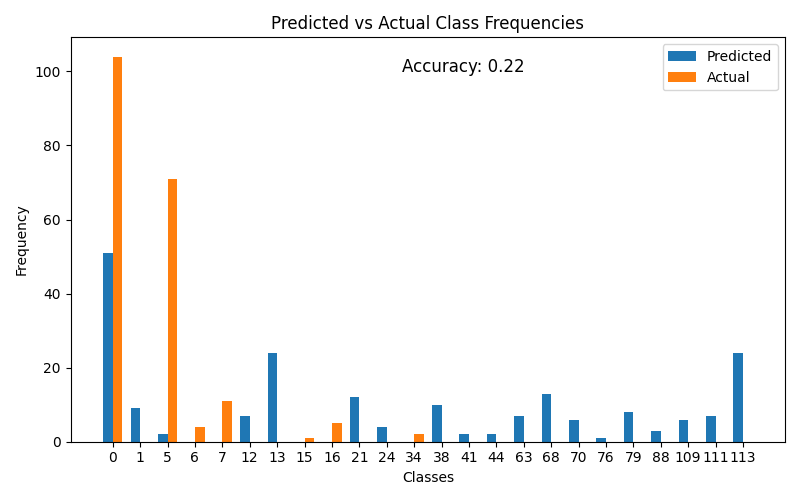 Predicted vs Actual Class Frequencies
Accuracy: 0.22
Predicted
Actual
Frequency
100
80
60
40
20
0
0 1 5 6 7 12 13 15 16 21 24 34 38 41 44 63 68 70 76 79 88 109 111 113
Classes